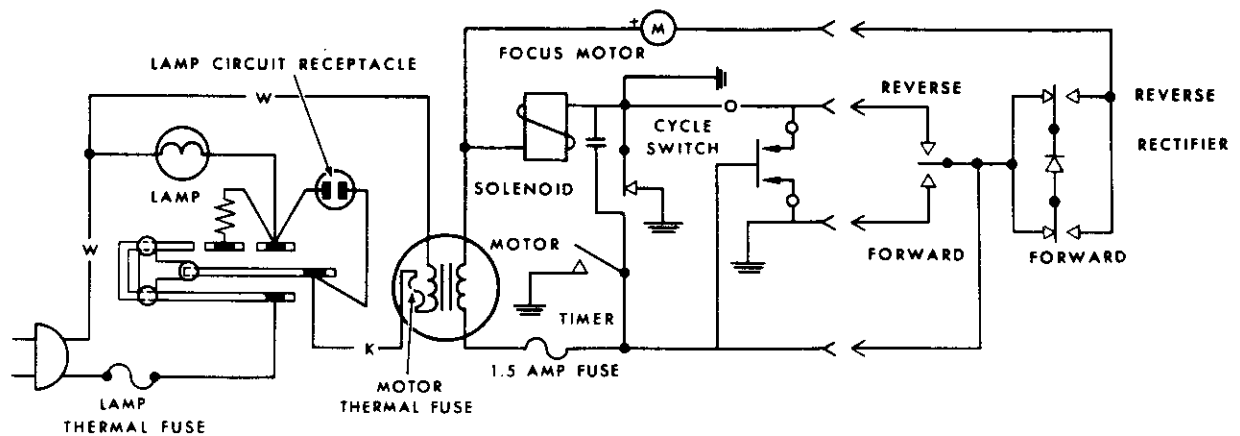 +
M
FOCUS MOTOR
LAMP CIRCUIT RECEPTACLE
W
REVERSE
REVERSE
CYCLE
SWITCH
RECTIFIER
LAMP
SOLENOID
W
MOTOR
FORWARD
FORWARD
TIMER
K
1.5 AMP FUSE
MOTOR
THERMAL FUSE
LAMP
THERMAL FUSE